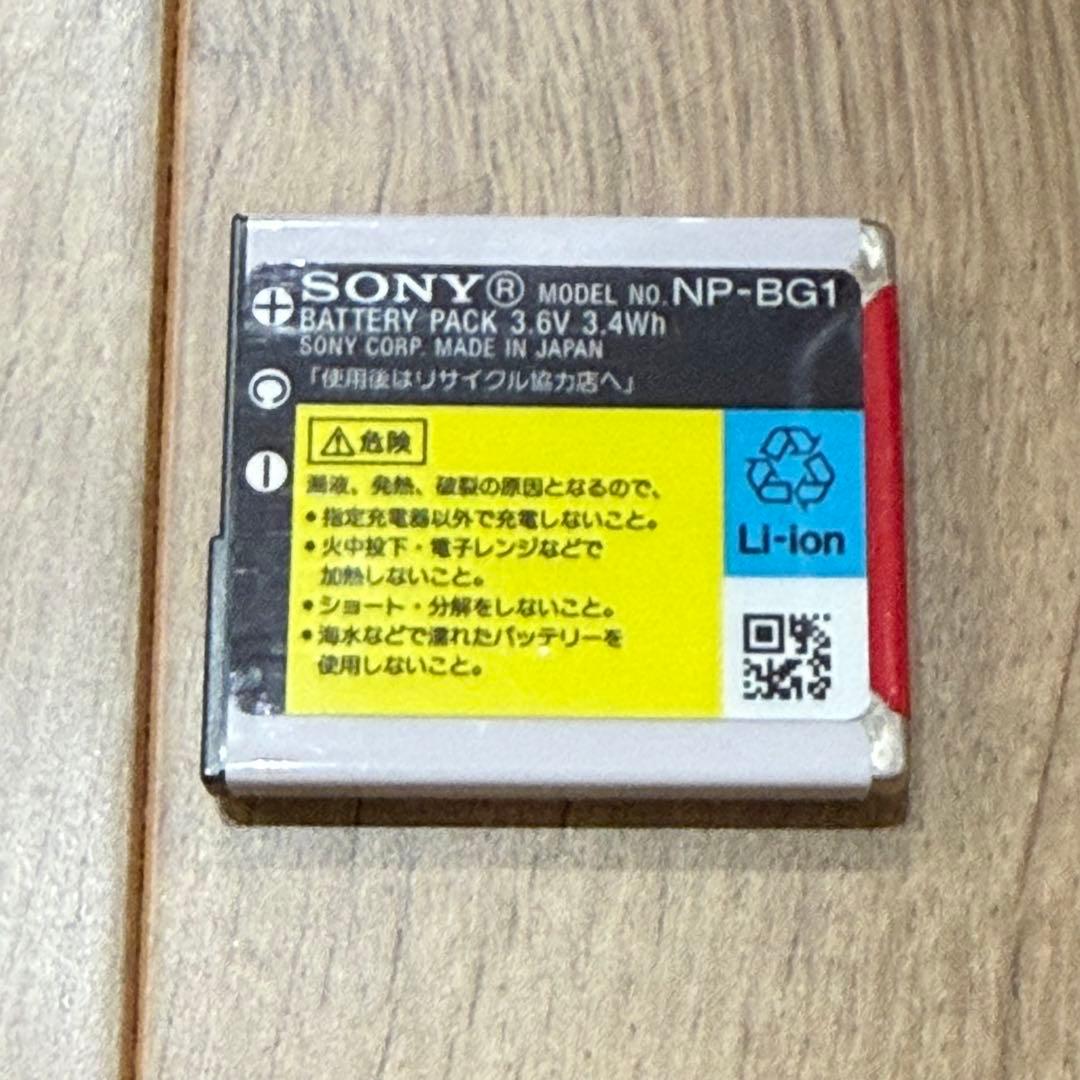 SONY® MODEL NO. NP-BG1
BATTERY PACK 3.6V 3.4Wh
SONY CORP. MADE IN JAPAN
「使用後はリサイクル協力店へ」
⚠危険
漏液、発熱、破裂の原因となるので、
•指定充電器以外で充電しないこと。
•火中投下・電子レンジなどで
加熱しないこと。
•ショート・分解をしないこと。
•海水などで濡れたバッテリーを
使用しないこと。
Li-ion
+
C
−